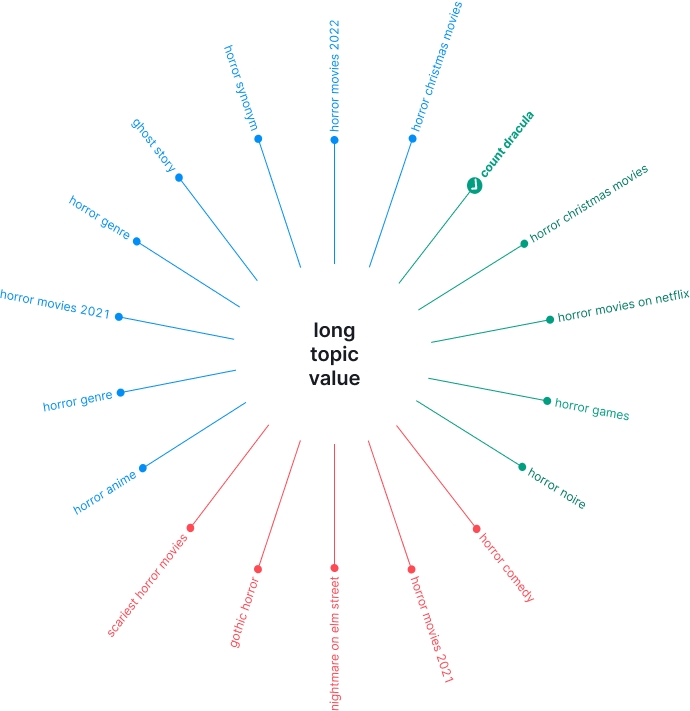 long
topic
value
horror movies 2022
horror christmas movies
count dracula
horror christmas movies
horror movies on netflix
horror games
horror noire
horror comedy
horror movies 2021
nightmare on elm street
gothic horror
scariest horror movies
horror anime
horror genre
horror movies 2021
horror genre
ghost story
horror synonym